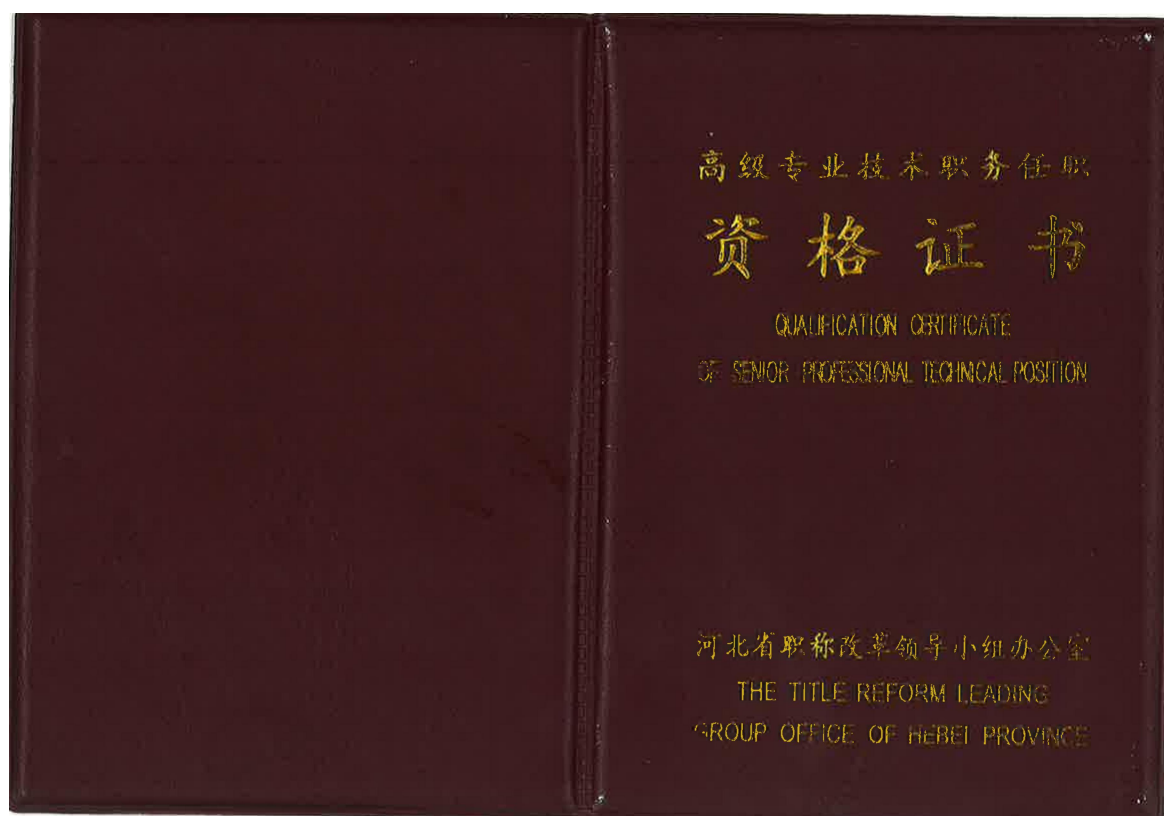 高级专业技术职务任职
资格证书
QUALIFICATION CERTIFICATE
OF SENIOR PROFESSIONAL TECHNICAL POSITION
河北省职称改革领导小组办公室
THE TITLE REFORM LEADING
GROUP OFFICE OF HEBEI PROVINCE